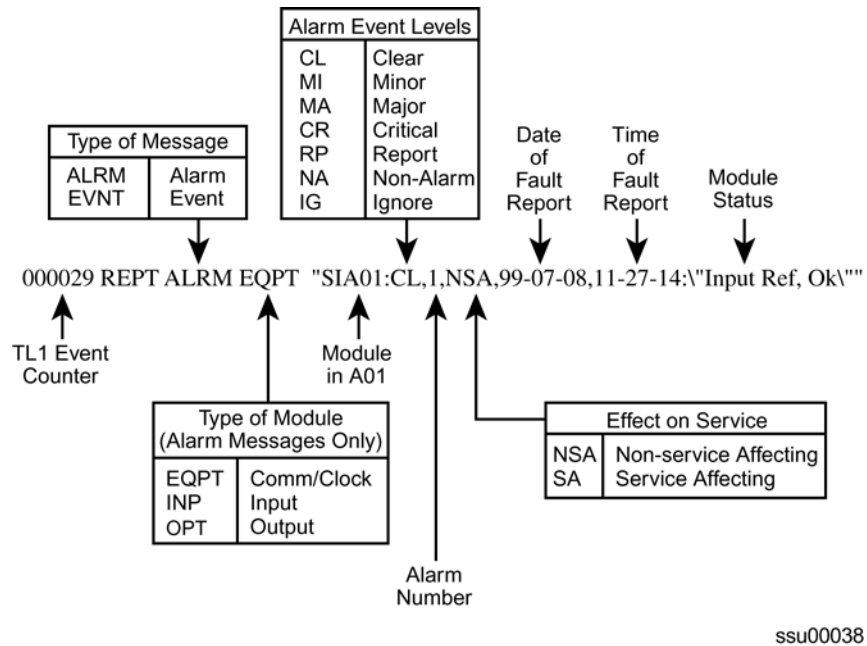 Alarm Event Levels
CL Clear
MI Minor
MA Major
CR Critical
RP Report
NA Non-Alarm
IG Ignore
Type of Message
ALRM Alarm
EVNT Event
Date
of
Fault
Report
Time
of
Fault
Report
Module
Status
000029 REPT ALRM EQPT "SIA01:CL,1,NSA,99-07-08,11-27-14:\"Input Ref, Ok\""
TL1 Event
Counter
Module
in A01
Type of Module
(Alarm Messages Only)
EQPT Comm/Clock
INP Input
OPT Output
Effect on Service
NSA Non-service Affecting
SA Service Affecting
Alarm
Number
ssu00038